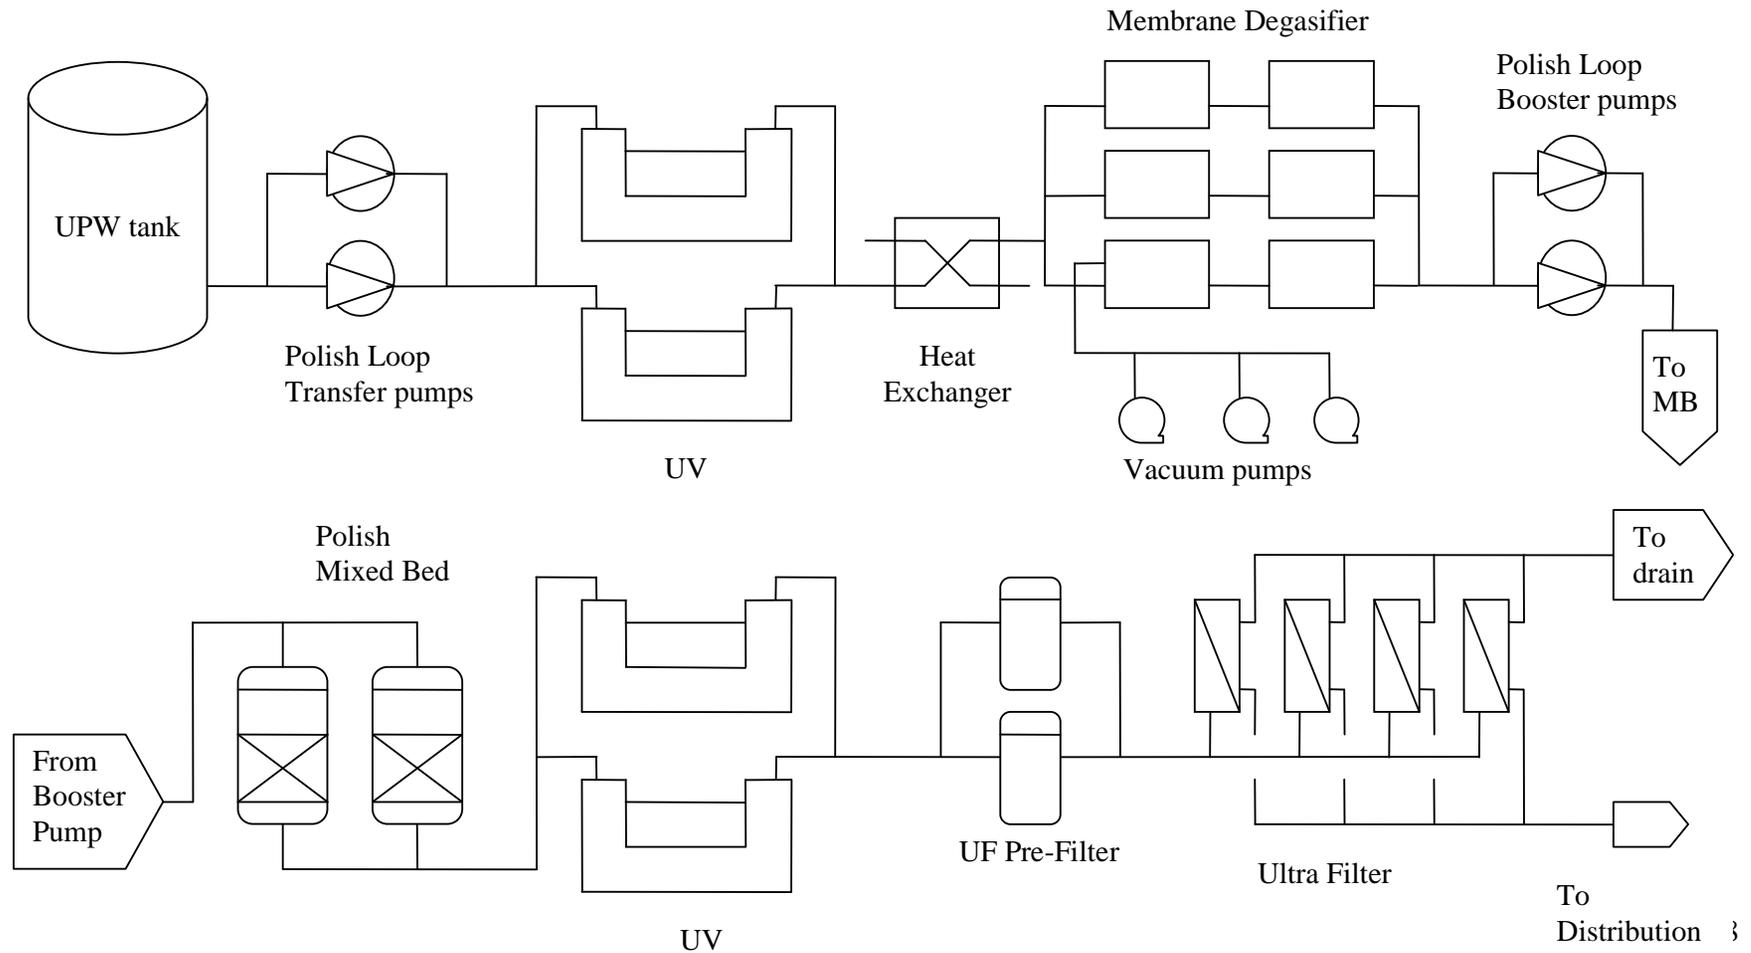 Membrane Degasifier
Polish Loop
Booster pumps
UPW tank
Polish Loop
Transfer pumps
Heat
Exchanger
To
MB
UV
Vacuum pumps
Polish
Mixed Bed
To
drain
From
Booster
Pump
UF Pre-Filter
Ultra Filter
To
Distribution
UV